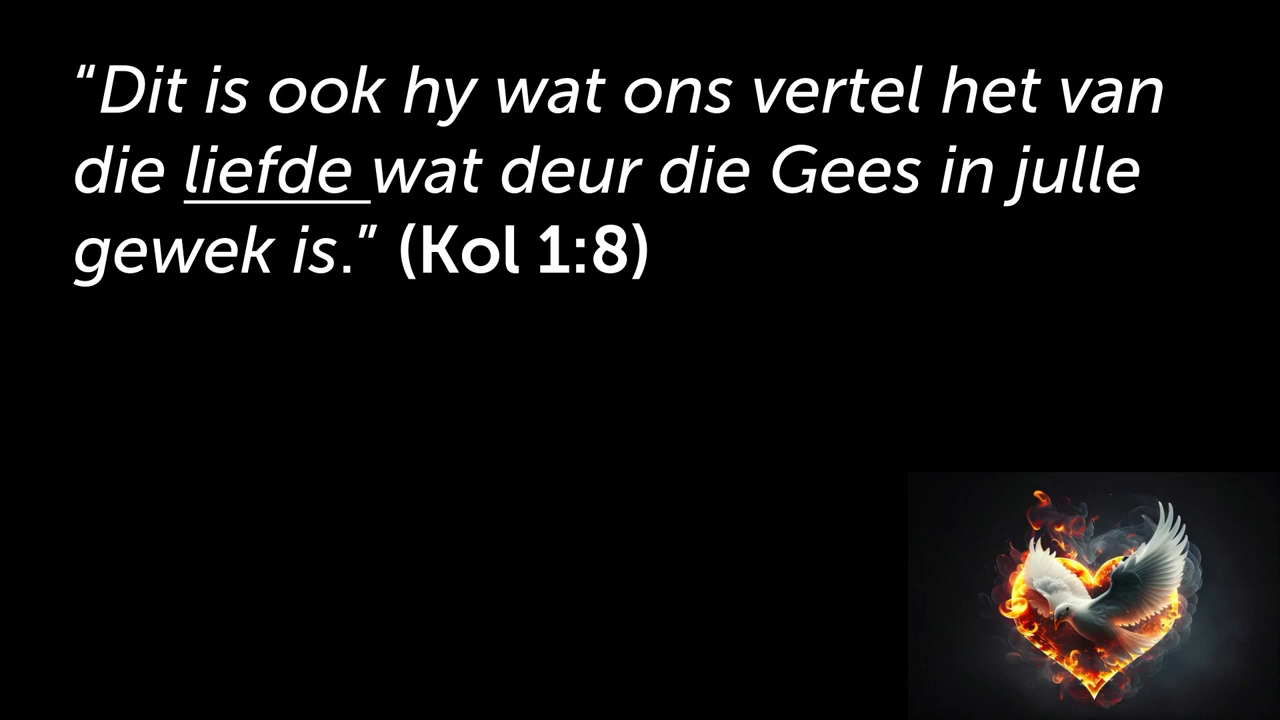 “Dit is ook hy wat ons vertel het van
die liefde wat deur die Gees in julle
gewek is.” (Kol 1:8)